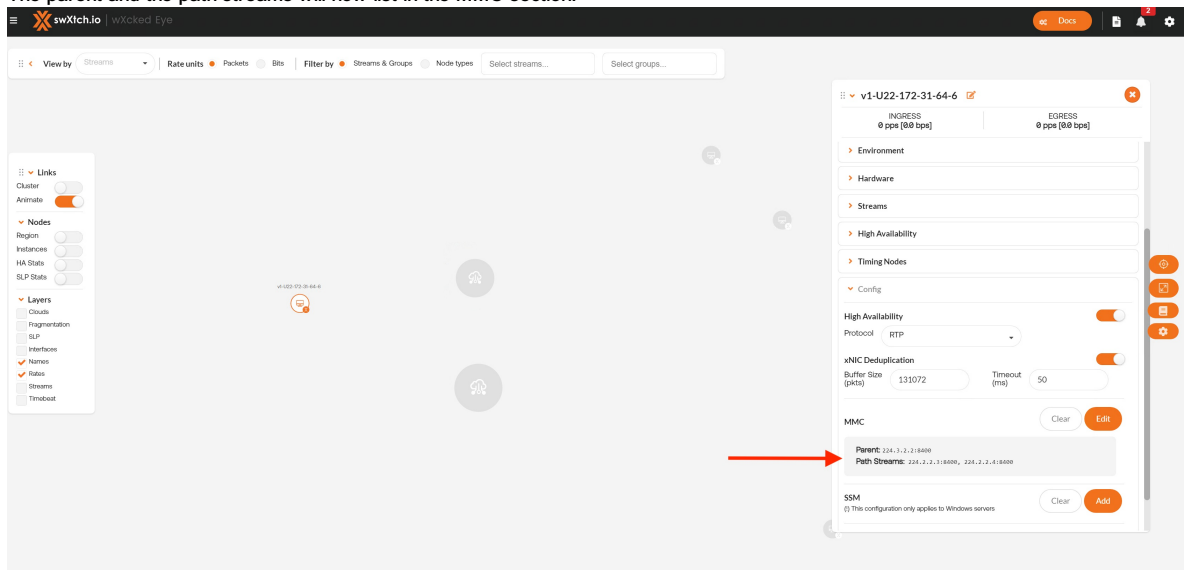 The parent and the path streams will now list in the MMC section.
swXtch.io | wXcked Eye
Docs
2
View by Streams Rate units Packets Bits Filter by Streams & Groups Node types Select streams... Select groups...
v1-U22-172-31-64-6
INGRESS EGRESS
0 pps [0.0 bps] 0 pps [0.0 bps]
Environment
Hardware
Streams
High Availability
Timing Nodes
Config
High Availability
Protocol RTP
xNIC Deduplication
Buffer Size (pkts) 131072 Timeout (ms) 50
MMC Clear Edit
Parent: 224.3.2.2:8400
Path Streams: 224.2.2.3:8400, 224.2.2.4:8400
SSM Clear Add
(!) This configuration only applies to Windows servers
Links
Cluster
Animate
Nodes
Region
Instances
HA Stats
SLP Stats
Layers
Clouds
Fragmentation
SLP
Interfaces
Names
Rates
Streams
Timebeat
v1-U22-172-31-64-6